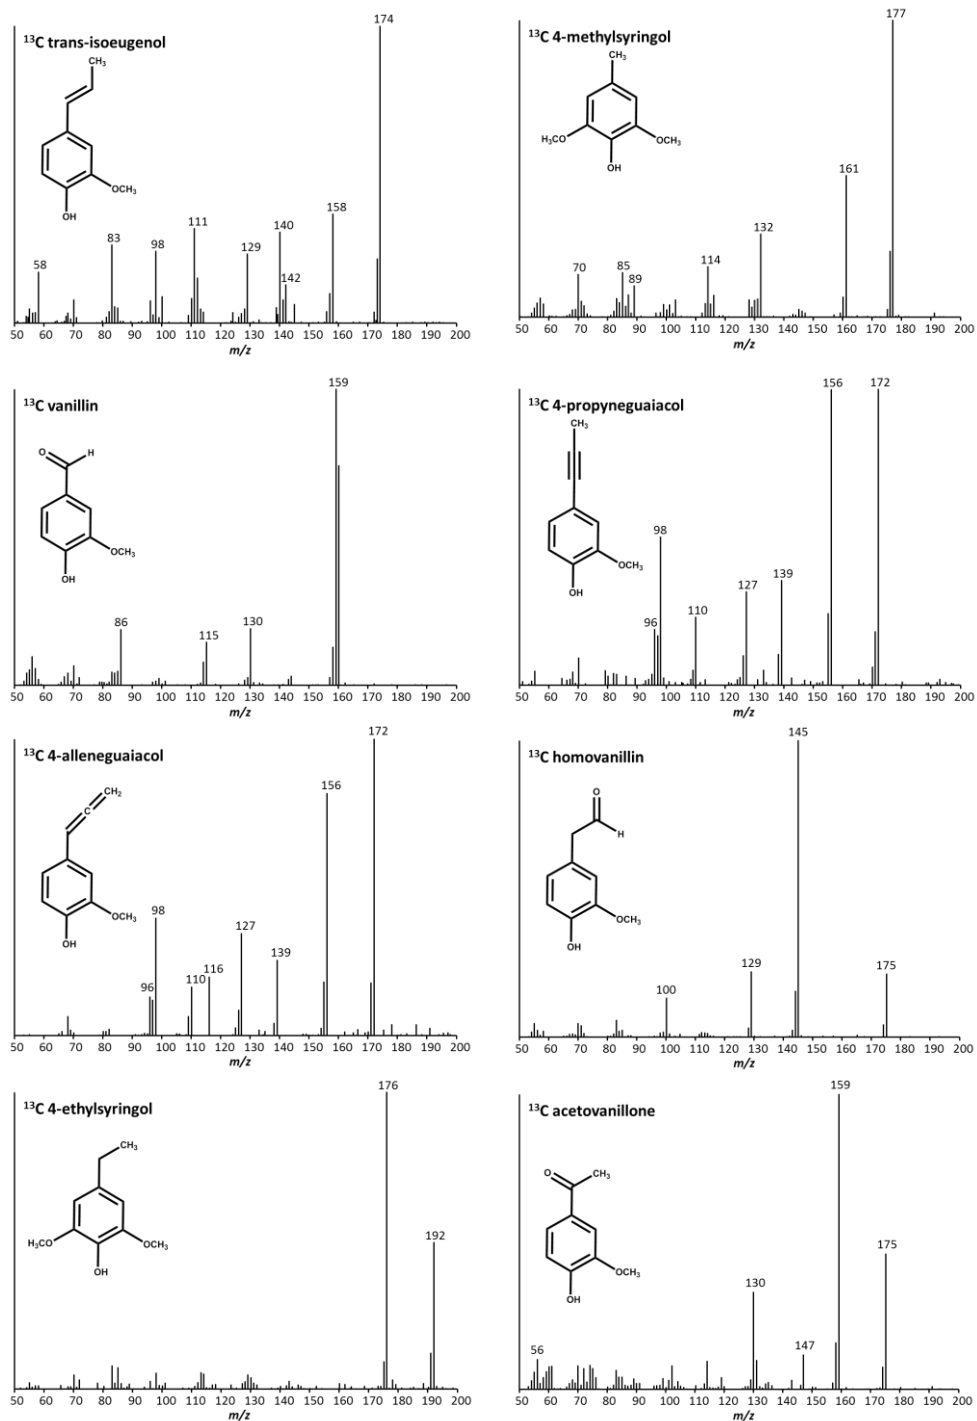 ¹³C trans-isoeugenol
CH₃
OCH₃
OH
58
83
98
111
129
140
142
158
174
50 60 70 80 90 100 110 120 130 140 150 160 170 180 190 200
m/z
¹³C 4-methylsyringol
CH₃
H₃CO
OCH₃
OH
70
85
89
114
132
161
177
50 60 70 80 90 100 110 120 130 140 150 160 170 180 190 200
m/z
¹³C vanillin
O
H
OCH₃
OH
86
115
130
159
50 60 70 80 90 100 110 120 130 140 150 160 170 180 190 200
m/z
¹³C 4-propyneguaiacol
CH₃
OCH₃
OH
96
98
110
127
139
156
172
50 60 70 80 90 100 110 120 130 140 150 160 170 180 190 200
m/z
¹³C 4-alleneguaiacol
CH₂
C
OCH₃
OH
96
98
110
116
127
139
156
172
50 60 70 80 90 100 110 120 130 140 150 160 170 180 190 200
m/z
¹³C homovanillin
O
H
OCH₃
OH
100
129
145
175
50 60 70 80 90 100 110 120 130 140 150 160 170 180 190 200
m/z
¹³C 4-ethylsyringol
CH₃
H₃CO
OCH₃
OH
176
192
50 60 70 80 90 100 110 120 130 140 150 160 170 180 190 200
m/z
¹³C acetovanillone
O
CH₃
OCH₃
OH
56
130
147
159
175
50 60 70 80 90 100 110 120 130 140 150 160 170 180 190 200
m/z